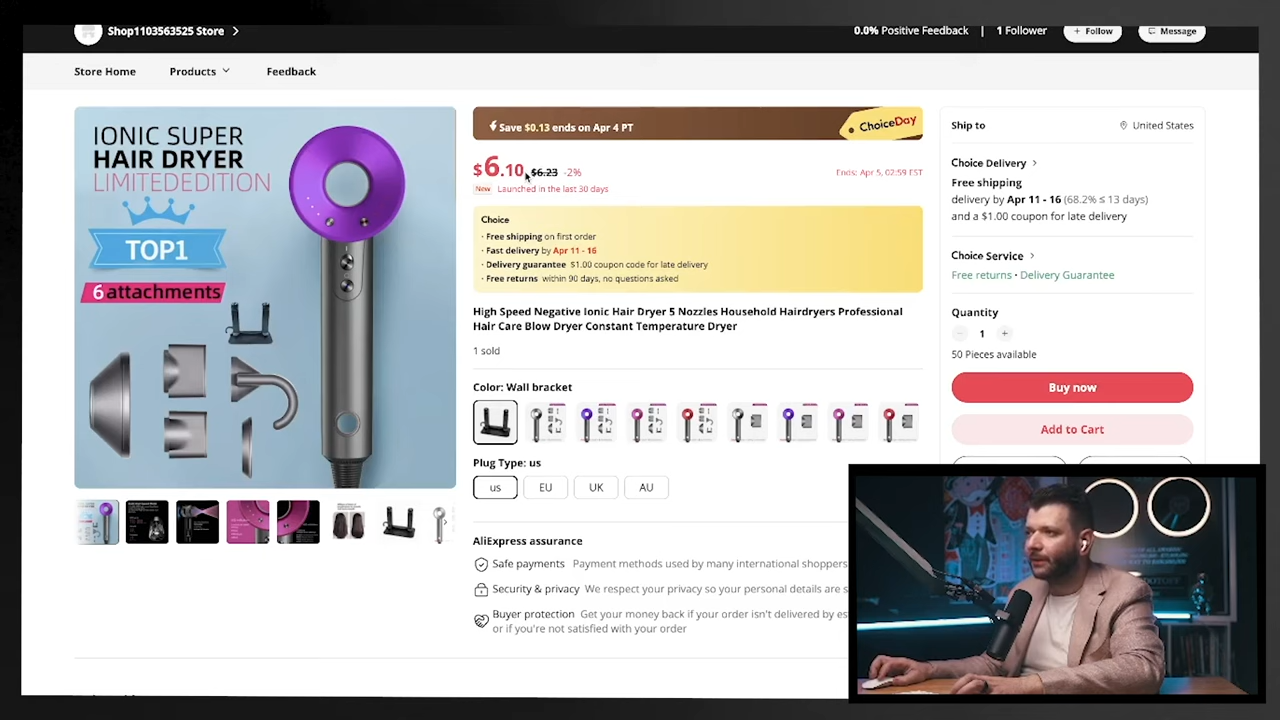 Shop1103563525 Store
0.0% Positive Feedback | 1 Follower
+ Follow
Message
Store Home
Products
Feedback
IONIC SUPER
HAIR DRYER
LIMITEDEDITION
TOP1
6 attachments
Save $0.13 ends on Apr 4 PT
ChoiceDay
$6.10 $6.23 -2%
Ends: Apr 5, 02:59 EST
New Launched in the last 30 days
Choice
· Free shipping on first order
· Fast delivery by Apr 11 - 16
· Delivery guarantee $1.00 coupon code for late delivery
· Free returns within 90 days, no questions asked
High Speed Negative Ionic Hair Dryer 5 Nozzles Household Hairdryers Professional
Hair Care Blow Dryer Constant Temperature Dryer
1 sold
Color: Wall bracket
Plug Type: us
us
EU
UK
AU
AliExpress assurance
Safe payments Payment methods used by many international shoppers
Security & privacy We respect your privacy so your personal details are s
Buyer protection Get your money back if your order isn't delivered by es
or if you're not satisfied with your order
Ship to
United States
Choice Delivery
Free shipping
delivery by Apr 11 - 16 (68.2% ≤ 13 days)
and a $1.00 coupon for late delivery
Choice Service
Free returns · Delivery Guarantee
Quantity
1
50 Pieces available
Buy now
Add to Cart